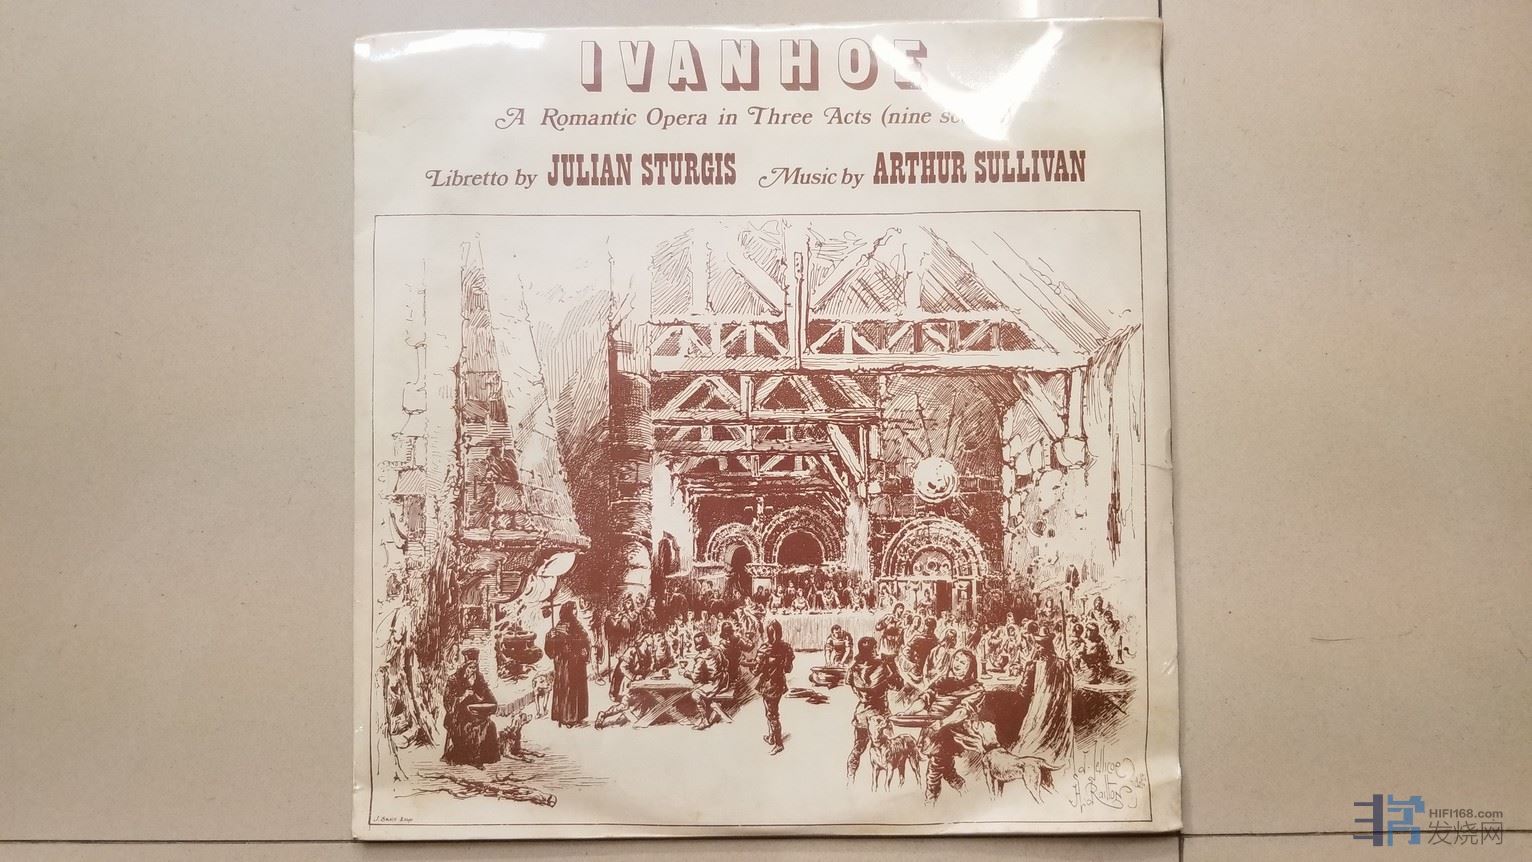 IVANHOE
A Romantic Opera in Three Acts (nine
Libretto by JULIAN STURGIS Music by ARTHUR SULLIVAN
HIFI168.com
发烧网